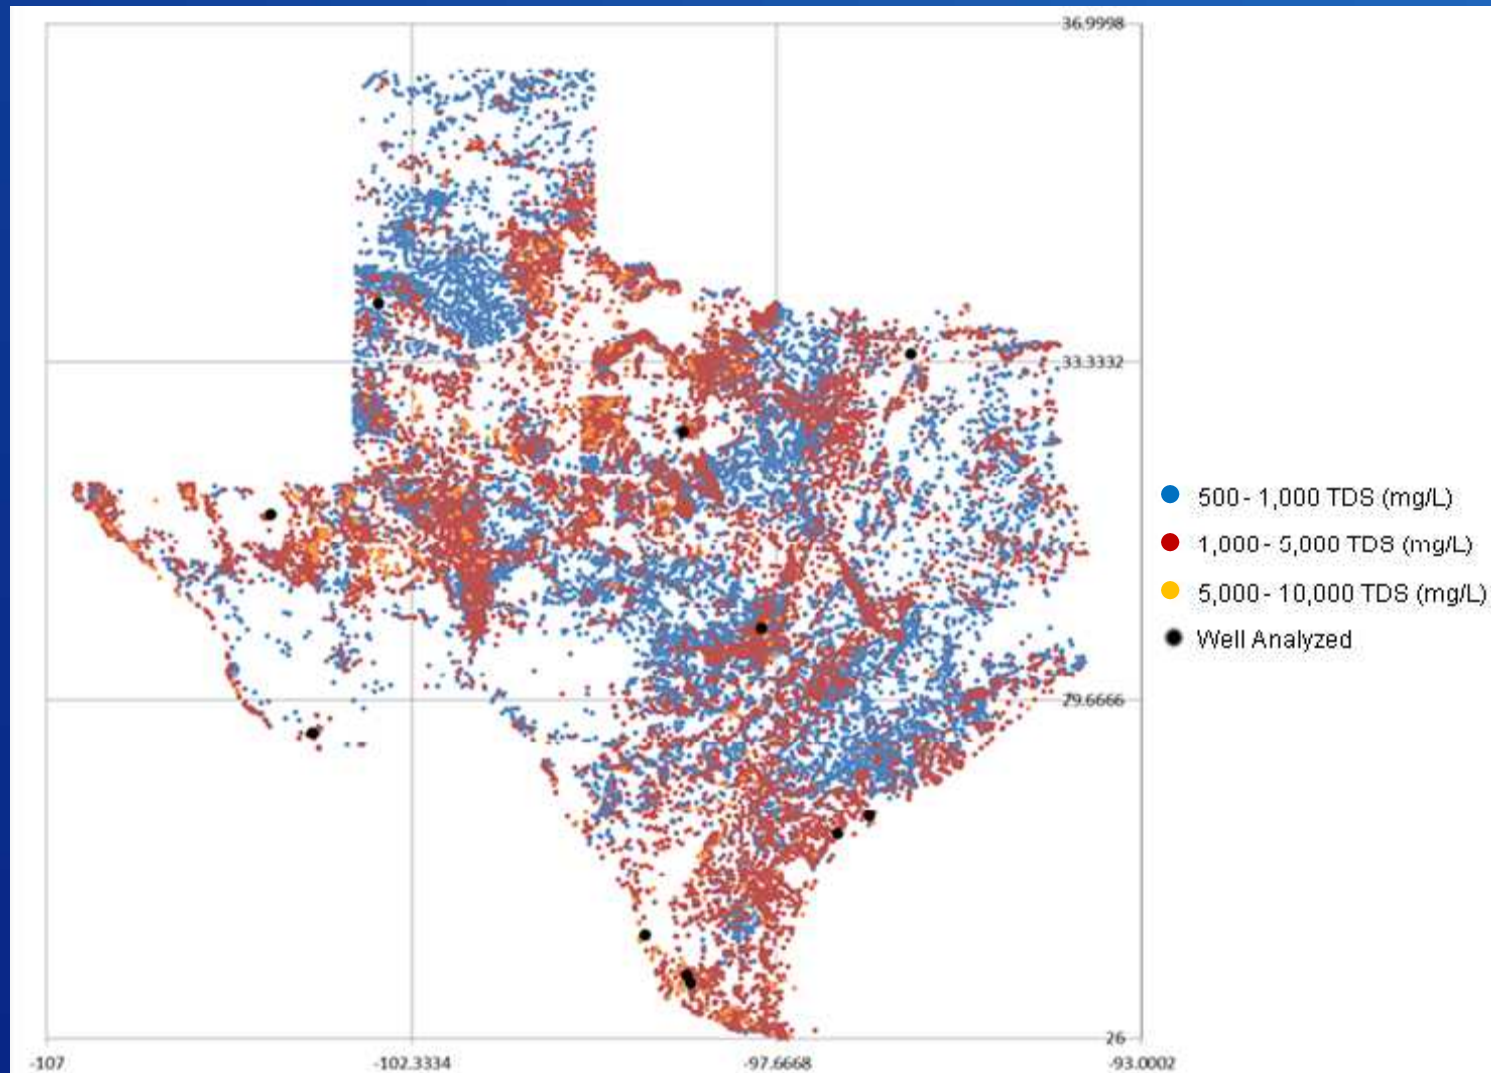 36.9998
33.3332
500 - 1,000 TDS (mg/L)
1,000 - 5,000 TDS (mg/L)
5,000 - 10,000 TDS (mg/L)
Well Analyzed
29.6666
26
-107
-102.3334
-97.6668
-93.0002